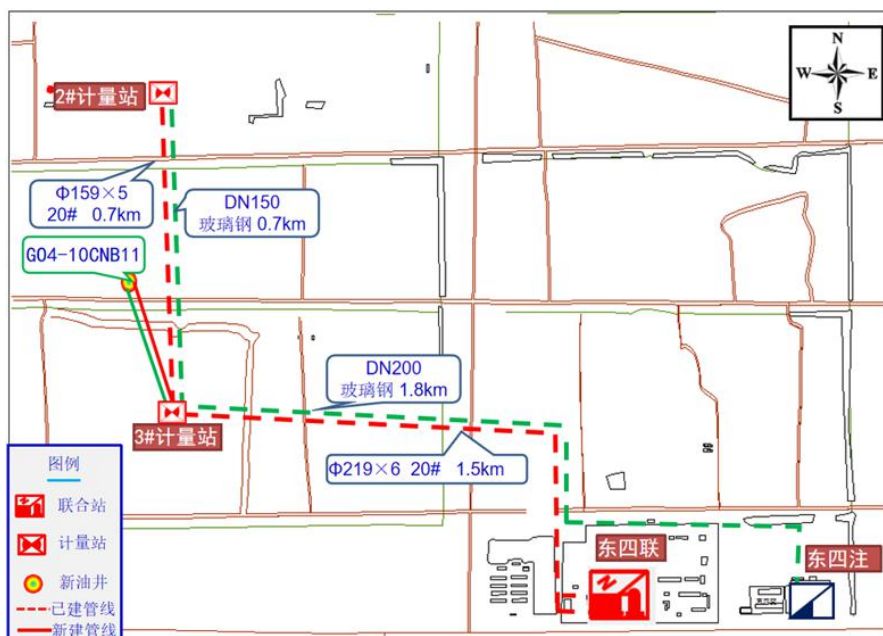 N
W E
S
2#计量站
Φ159×5
20# 0.7km
DN150
玻璃钢 0.7km
G04-10CNB11
DN200
玻璃钢 1.8km
3#计量站
Φ219×6 20# 1.5km
图例
联合站
计量站
新油井
已建管线
新建管线
东四联
东四注